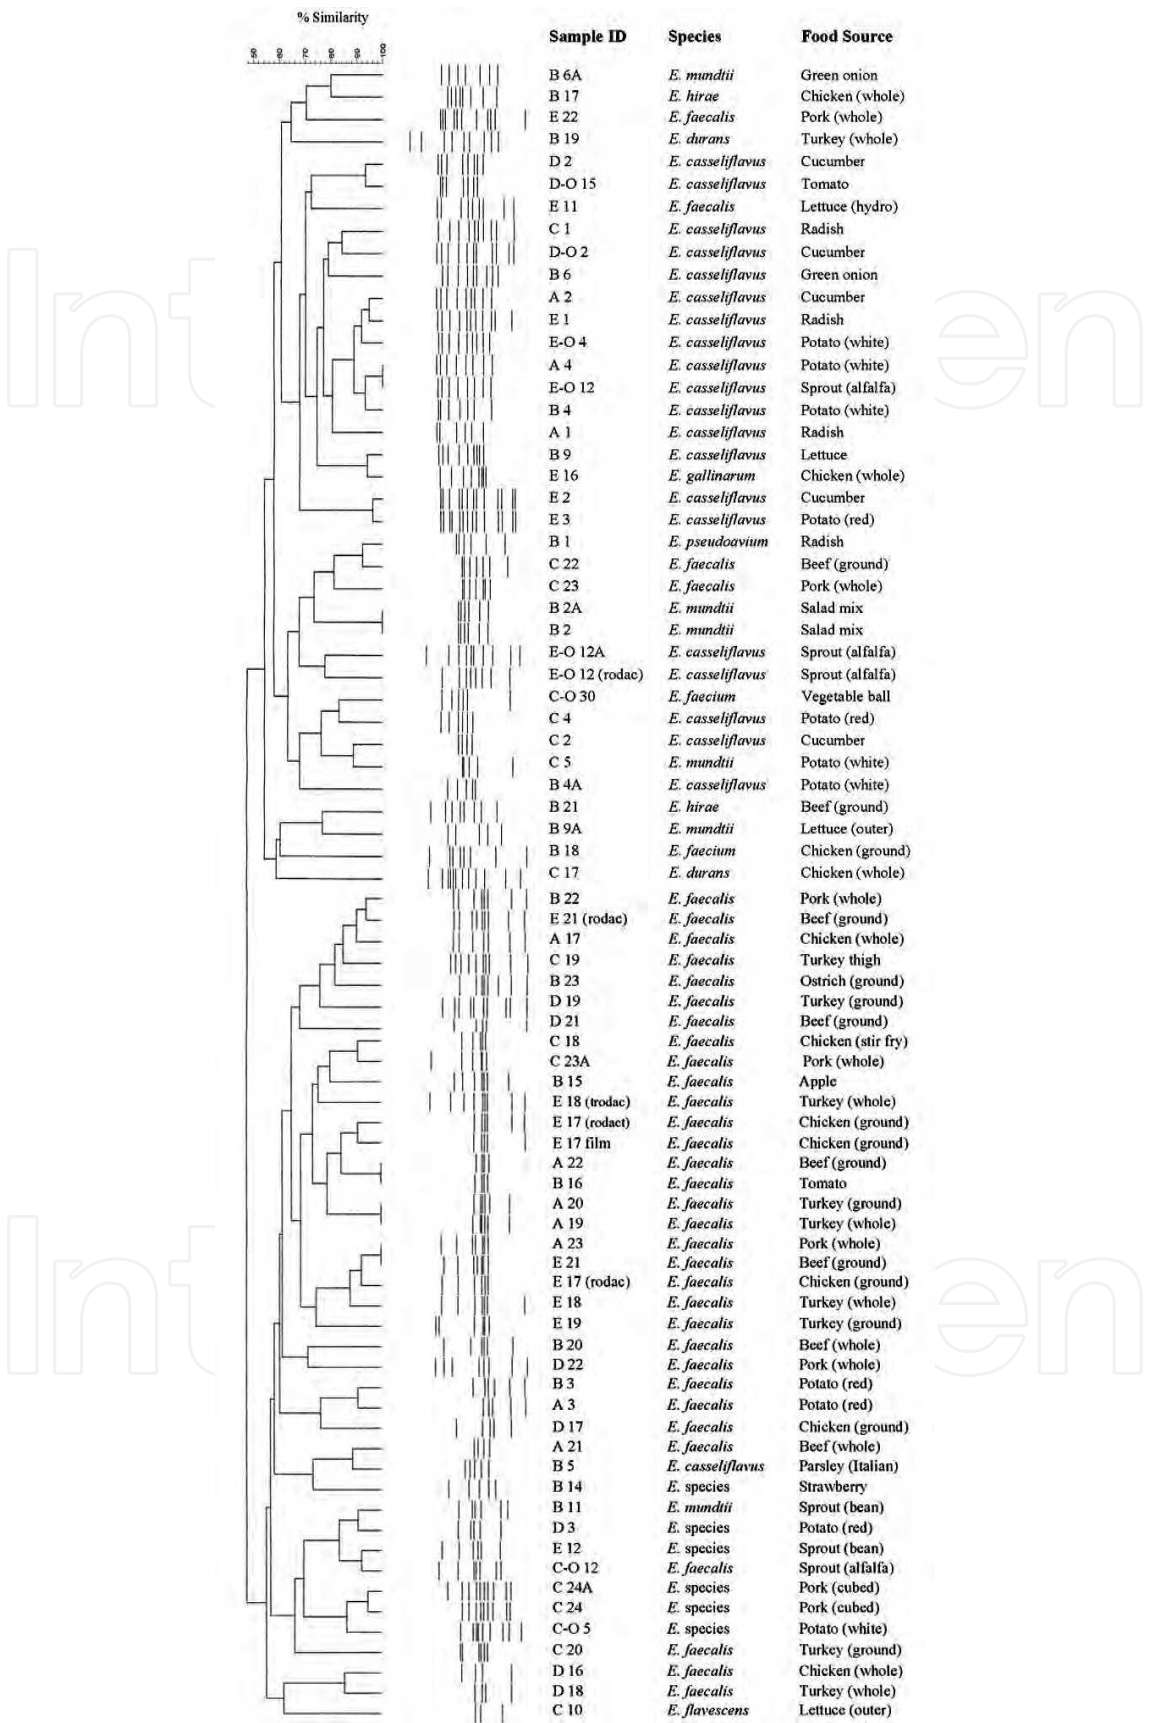 % Similarity
50 60 70 80 90 100
Sample ID Species Food Source
B 6A E. mundtii Green onion
B 17 E. hirae Chicken (whole)
E 22 E. faecalis Pork (whole)
B 19 E. durans Turkey (whole)
D 2 E. casseliflavus Cucumber
D-O 15 E. casseliflavus Tomato
E 11 E. faecalis Lettuce (hydro)
C 1 E. casseliflavus Radish
D-O 2 E. casseliflavus Cucumber
B 6 E. casseliflavus Green onion
A 2 E. casseliflavus Cucumber
E 1 E. casseliflavus Radish
E-O 4 E. casseliflavus Potato (white)
A 4 E. casseliflavus Potato (white)
E-O 12 E. casseliflavus Sprout (alfalfa)
B 4 E. casseliflavus Potato (white)
A 1 E. casseliflavus Radish
B 9 E. casseliflavus Lettuce
E 16 E. gallinarum Chicken (whole)
E 2 E. casseliflavus Cucumber
E 3 E. casseliflavus Potato (red)
B 1 E. pseudoavium Radish
C 22 E. faecalis Beef (ground)
C 23 E. faecalis Pork (whole)
B 2A E. mundtii Salad mix
B 2 E. mundtii Salad mix
E-O 12A E. casseliflavus Sprout (alfalfa)
E-O 12 (rodac) E. casseliflavus Sprout (alfalfa)
C-O 30 E. faecium Vegetable ball
C 4 E. casseliflavus Potato (red)
C 2 E. casseliflavus Cucumber
C 5 E. mundtii Potato (white)
B 4A E. casseliflavus Potato (white)
B 21 E. hirae Beef (ground)
B 9A E. mundtii Lettuce (outer)
B 18 E. faecium Chicken (ground)
C 17 E. durans Chicken (whole)
B 22 E. faecalis Pork (whole)
E 21 (rodac) E. faecalis Beef (ground)
A 17 E. faecalis Chicken (whole)
C 19 E. faecalis Turkey thigh
B 23 E. faecalis Ostrich (ground)
D 19 E. faecalis Turkey (ground)
D 21 E. faecalis Beef (ground)
C 18 E. faecalis Chicken (stir fry)
C 23A E. faecalis Pork (whole)
B 15 E. faecalis Apple
E 18 (trodac) E. faecalis Turkey (whole)
E 17 (rodact) E. faecalis Chicken (ground)
E 17 film E. faecalis Chicken (ground)
A 22 E. faecalis Beef (ground)
B 16 E. faecalis Tomato
A 20 E. faecalis Turkey (ground)
A 19 E. faecalis Turkey (whole)
A 23 E. faecalis Pork (whole)
E 21 E. faecalis Beef (ground)
E 17 (rodac) E. faecalis Chicken (ground)
E 18 E. faecalis Turkey (whole)
E 19 E. faecalis Turkey (ground)
B 20 E. faecalis Beef (whole)
D 22 E. faecalis Pork (whole)
B 3 E. faecalis Potato (red)
A 3 E. faecalis Potato (red)
D 17 E. faecalis Chicken (ground)
A 21 E. faecalis Beef (whole)
B 5 E. casseliflavus Parsley (Italian)
B 14 E. species Strawberry
B 11 E. mundtii Sprout (bean)
D 3 E. species Potato (red)
E 12 E. species Sprout (bean)
C-O 12 E. faecalis Sprout (alfalfa)
C 24A E. species Pork (cubed)
C 24 E. species Pork (cubed)
C-O 5 E. species Potato (white)
C 20 E. faecalis Turkey (ground)
D 16 E. faecalis Chicken (whole)
D 18 E. faecalis Turkey (whole)
C 10 E. flavescens Lettuce (outer)